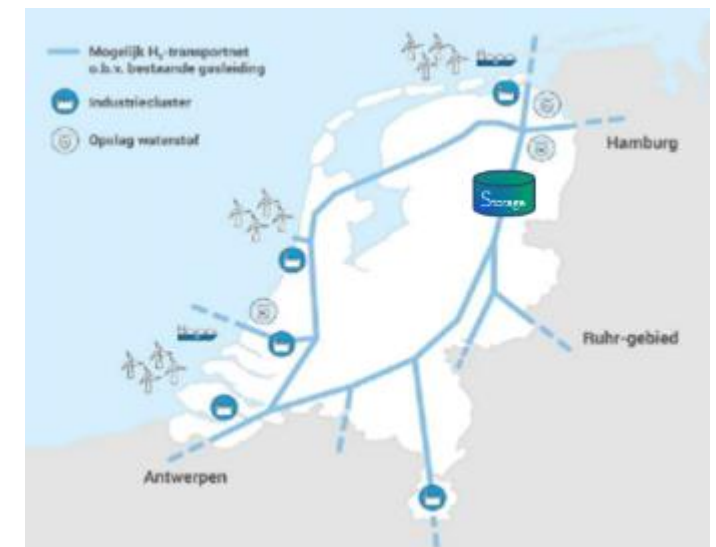 Mogelijk H₂-transportnet
o.b.v. bestaande gasleiding
Industriecluster
Opslag waterstof
Hamburg
Storage
Ruhr-gebied
Antwerpen